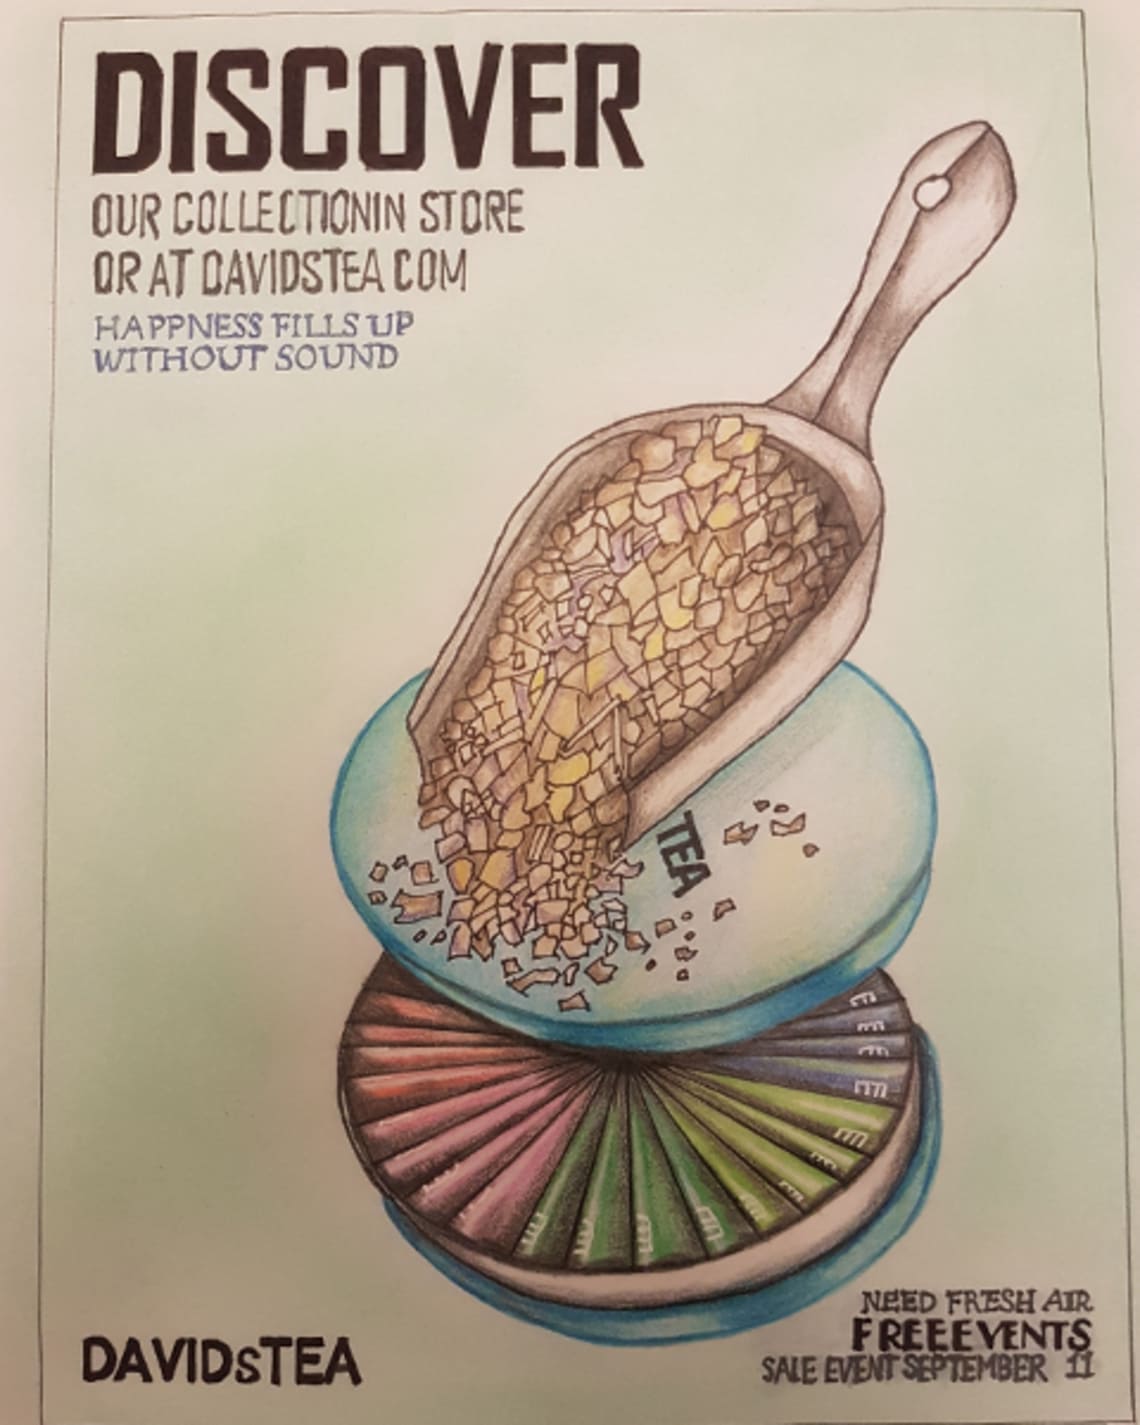 DISCOVER
OUR COLLECTIONIN STORE
OR AT DAVIDSTEA COM
HAPPNESS FILLS UP
WITHOUT SOUND
TEA
NEED FRESH AIR
FREEEVENTS
SALE EVENT SEPTEMBER 11
DAVIDsTEA